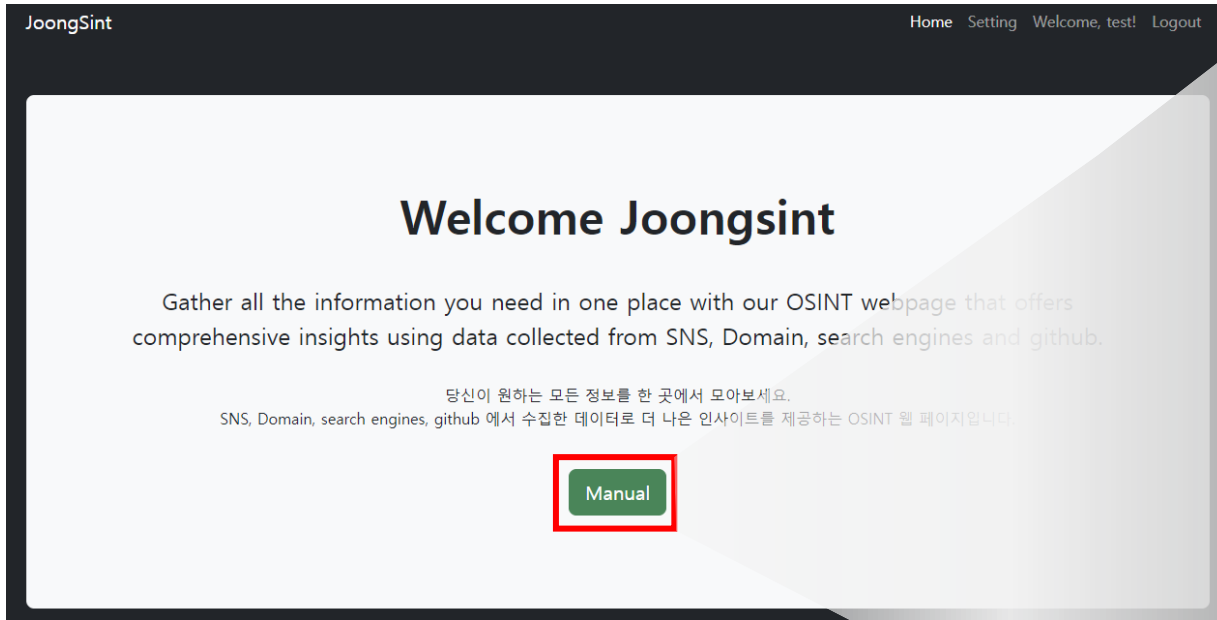 JoongSint
Home Setting Welcome, test! Logout
Welcome Joongsint
Gather all the information you need in one place with our OSINT webpage that offers
comprehensive insights using data collected from SNS, Domain, search engines and github.
당신이 원하는 모든 정보를 한 곳에서 모아보세요.
SNS, Domain, search engines, github 에서 수집한 데이터로 더 나은 인사이트를 제공하는 OSINT 웹 페이지입니다.
Manual